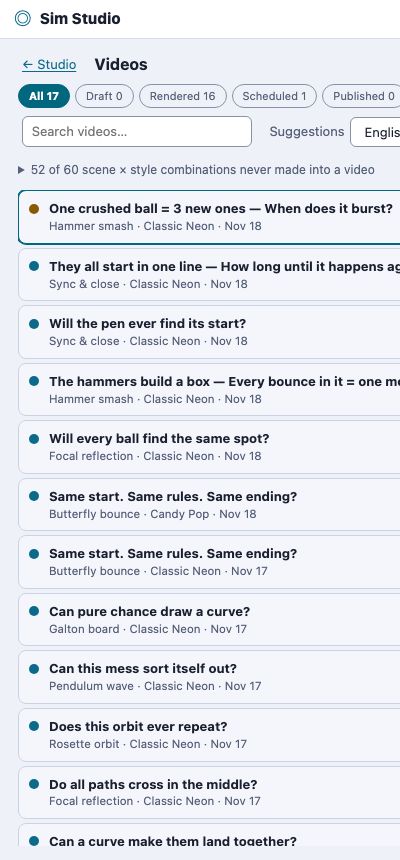 Sim Studio
← Studio Videos
All 17 Draft 0 Rendered 16 Scheduled 1 Published 0
Search videos... Suggestions
▶ 52 of 60 scene × style combinations never made into a video
One crushed ball = 3 new ones — When does it burst?
Hammer smash · Classic Neon · Nov 18
They all start in one line — How long until it happens
Sync & close · Classic Neon · Nov 18
Will the pen ever find its start?
Sync & close · Classic Neon · Nov 18
The hammers build a box — Every bounce in it = one
Hammer smash · Classic Neon · Nov 18
Will every ball find the same spot?
Focal reflection · Classic Neon · Nov 18
Same start. Same rules. Same ending?
Butterfly bounce · Candy Pop · Nov 18
Same start. Same rules. Same ending?
Butterfly bounce · Classic Neon · Nov 17
Can pure chance draw a curve?
Galton board · Classic Neon · Nov 17
Can this mess sort itself out?
Pendulum wave · Classic Neon · Nov 17
Does this orbit ever repeat?
Rosette orbit · Classic Neon · Nov 17
Do all paths cross in the middle?
Focal reflection · Classic Neon · Nov 17
Can a curve make them land together?